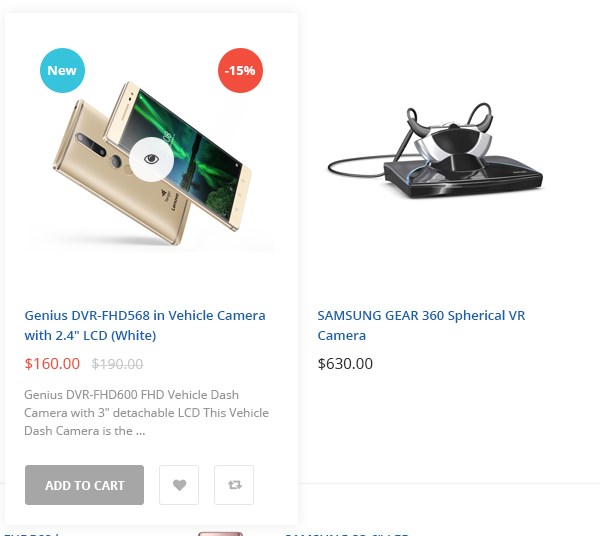 New
-15%
Lenovo
Genius DVR-FHD568 in Vehicle Camera
with 2.4" LCD (White)
$160.00 $190.00
Genius DVR-FHD600 FHD Vehicle Dash
Camera with 3" detachable LCD This Vehicle
Dash Camera is the ...
ADD TO CART
SAMSUNG GEAR 360 Spherical VR
Camera
$630.00